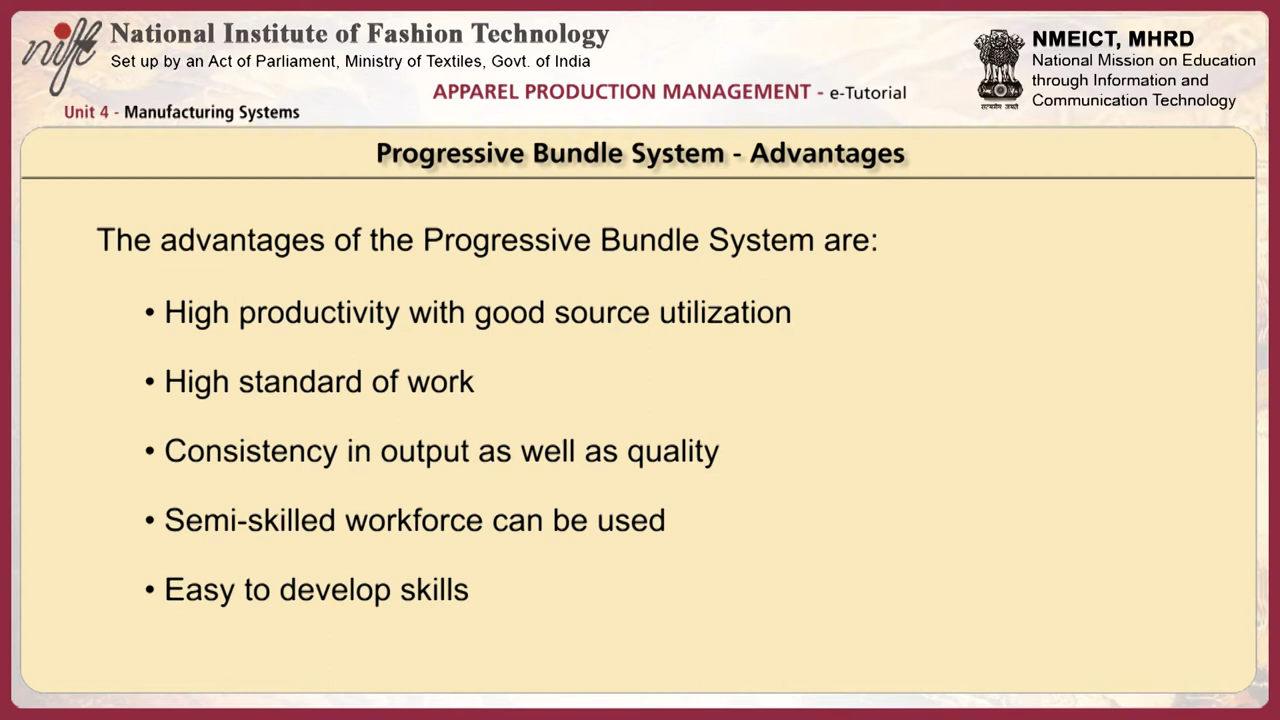 nift
National Institute of Fashion Technology
Set up by an Act of Parliament, Ministry of Textiles, Govt. of India
NMEICT, MHRD
National Mission on Education
through Information and
Communication Technology
सत्यमेव जयते
APPAREL PRODUCTION MANAGEMENT - e-Tutorial
Unit 4 - Manufacturing Systems
Progressive Bundle System - Advantages
The advantages of the Progressive Bundle System are:
• High productivity with good source utilization
• High standard of work
• Consistency in output as well as quality
• Semi-skilled workforce can be used
• Easy to develop skills